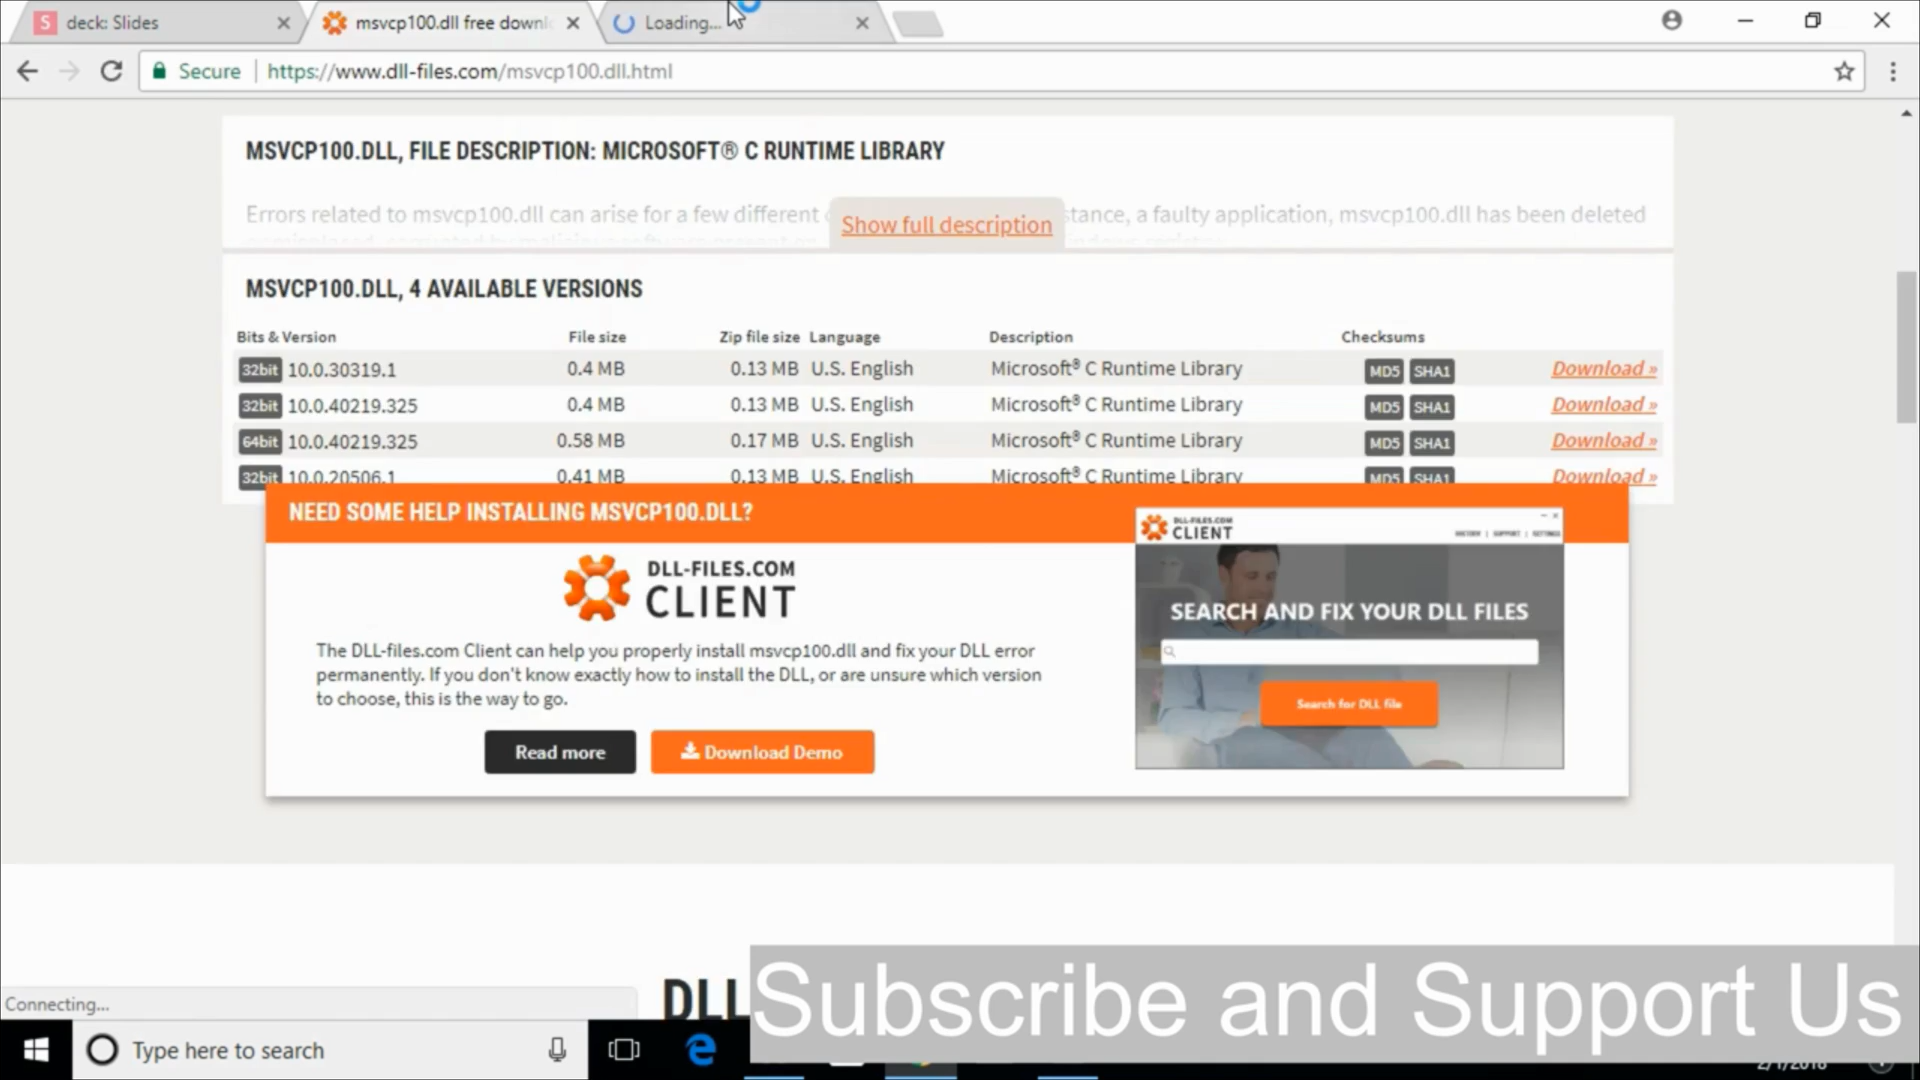 S deck: Slides
msvcp100.dll free downl
Loading...
Secure https://www.dll-files.com/msvcp100.dll.html
MSVCP100.DLL, FILE DESCRIPTION: MICROSOFT® C RUNTIME LIBRARY
Errors related to msvcp100.dll can arise for a few different
Show full description
stance, a faulty application, msvcp100.dll has been deleted
MSVCP100.DLL, 4 AVAILABLE VERSIONS
Bits & Version File size Zip file size Language Description Checksums
32bit 10.0.30319.1 0.4 MB 0.13 MB U.S. English Microsoft® C Runtime Library MD5 SHA1 Download »
32bit 10.0.40219.325 0.4 MB 0.13 MB U.S. English Microsoft® C Runtime Library MD5 SHA1 Download »
64bit 10.0.40219.325 0.58 MB 0.17 MB U.S. English Microsoft® C Runtime Library MD5 SHA1 Download »
32bit 10.0.20506.1 0.41 MB 0.13 MB U.S. English Microsoft® C Runtime Library MD5 SHA1 Download »
NEED SOME HELP INSTALLING MSVCP100.DLL?
DLL-FILES.COM
CLIENT
The DLL-files.com Client can help you properly install msvcp100.dll and fix your DLL error
permanently. If you don't know exactly how to install the DLL, or are unsure which version
to choose, this is the way to go.
Read more
Download Demo
DLL-FILES.COM
CLIENT
HISTORY | SUPPORT | SETTINGS
SEARCH AND FIX YOUR DLL FILES
Search for DLL file
DLL
Subscribe and Support Us
Connecting...
Type here to search
2/1/2018